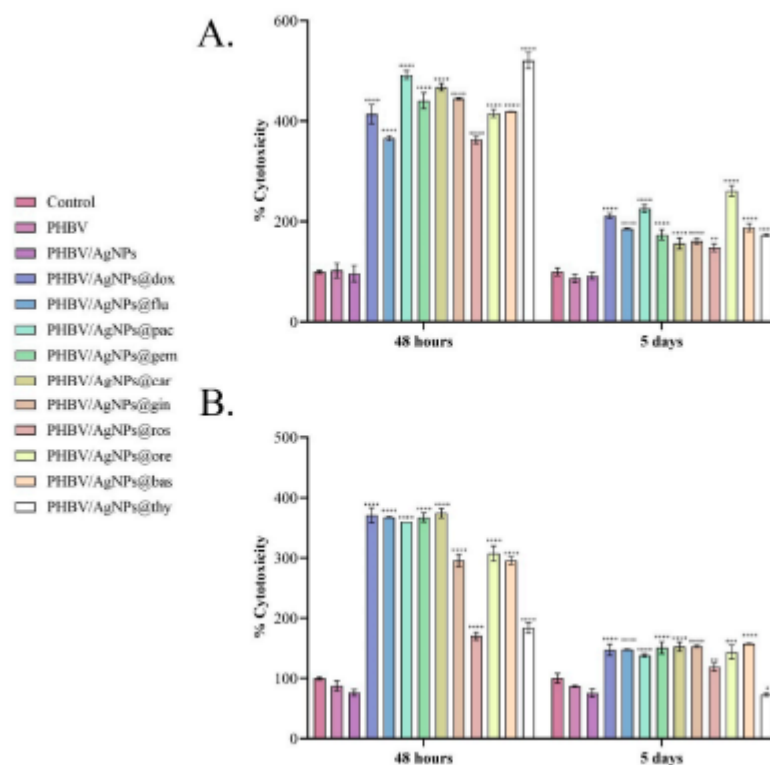 A.
600
400
200
0
% Cytotoxicity
48 hours
5 days
Control
PHBV
PHBV/AgNPs
PHBV/AgNPs@dox
PHBV/AgNPs@flu
PHBV/AgNPs@pac
PHBV/AgNPs@gem
PHBV/AgNPs@car
PHBV/AgNPs@gin
PHBV/AgNPs@ros
PHBV/AgNPs@ore
PHBV/AgNPs@bas
PHBV/AgNPs@thy
B.
500
400
300
200
100
0
% Cytotoxicity
48 hours
5 days